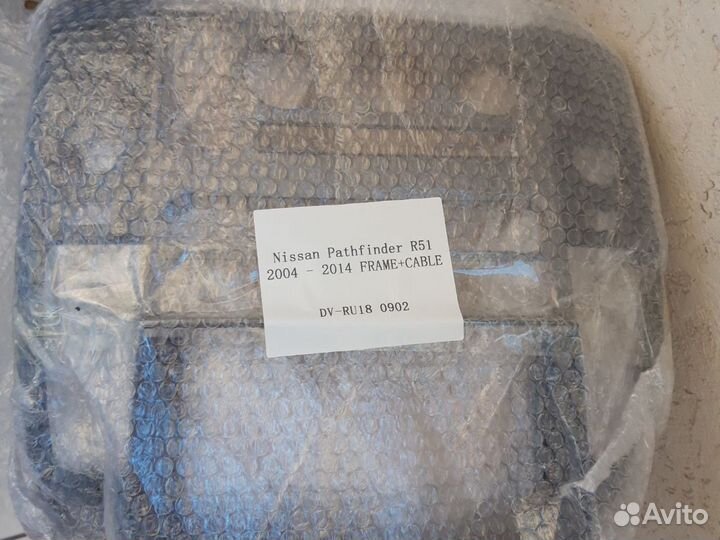 Nissan Pathfinder R51
2004 - 2014 FRAME+CABLE
DV-RU18 0902
Avito